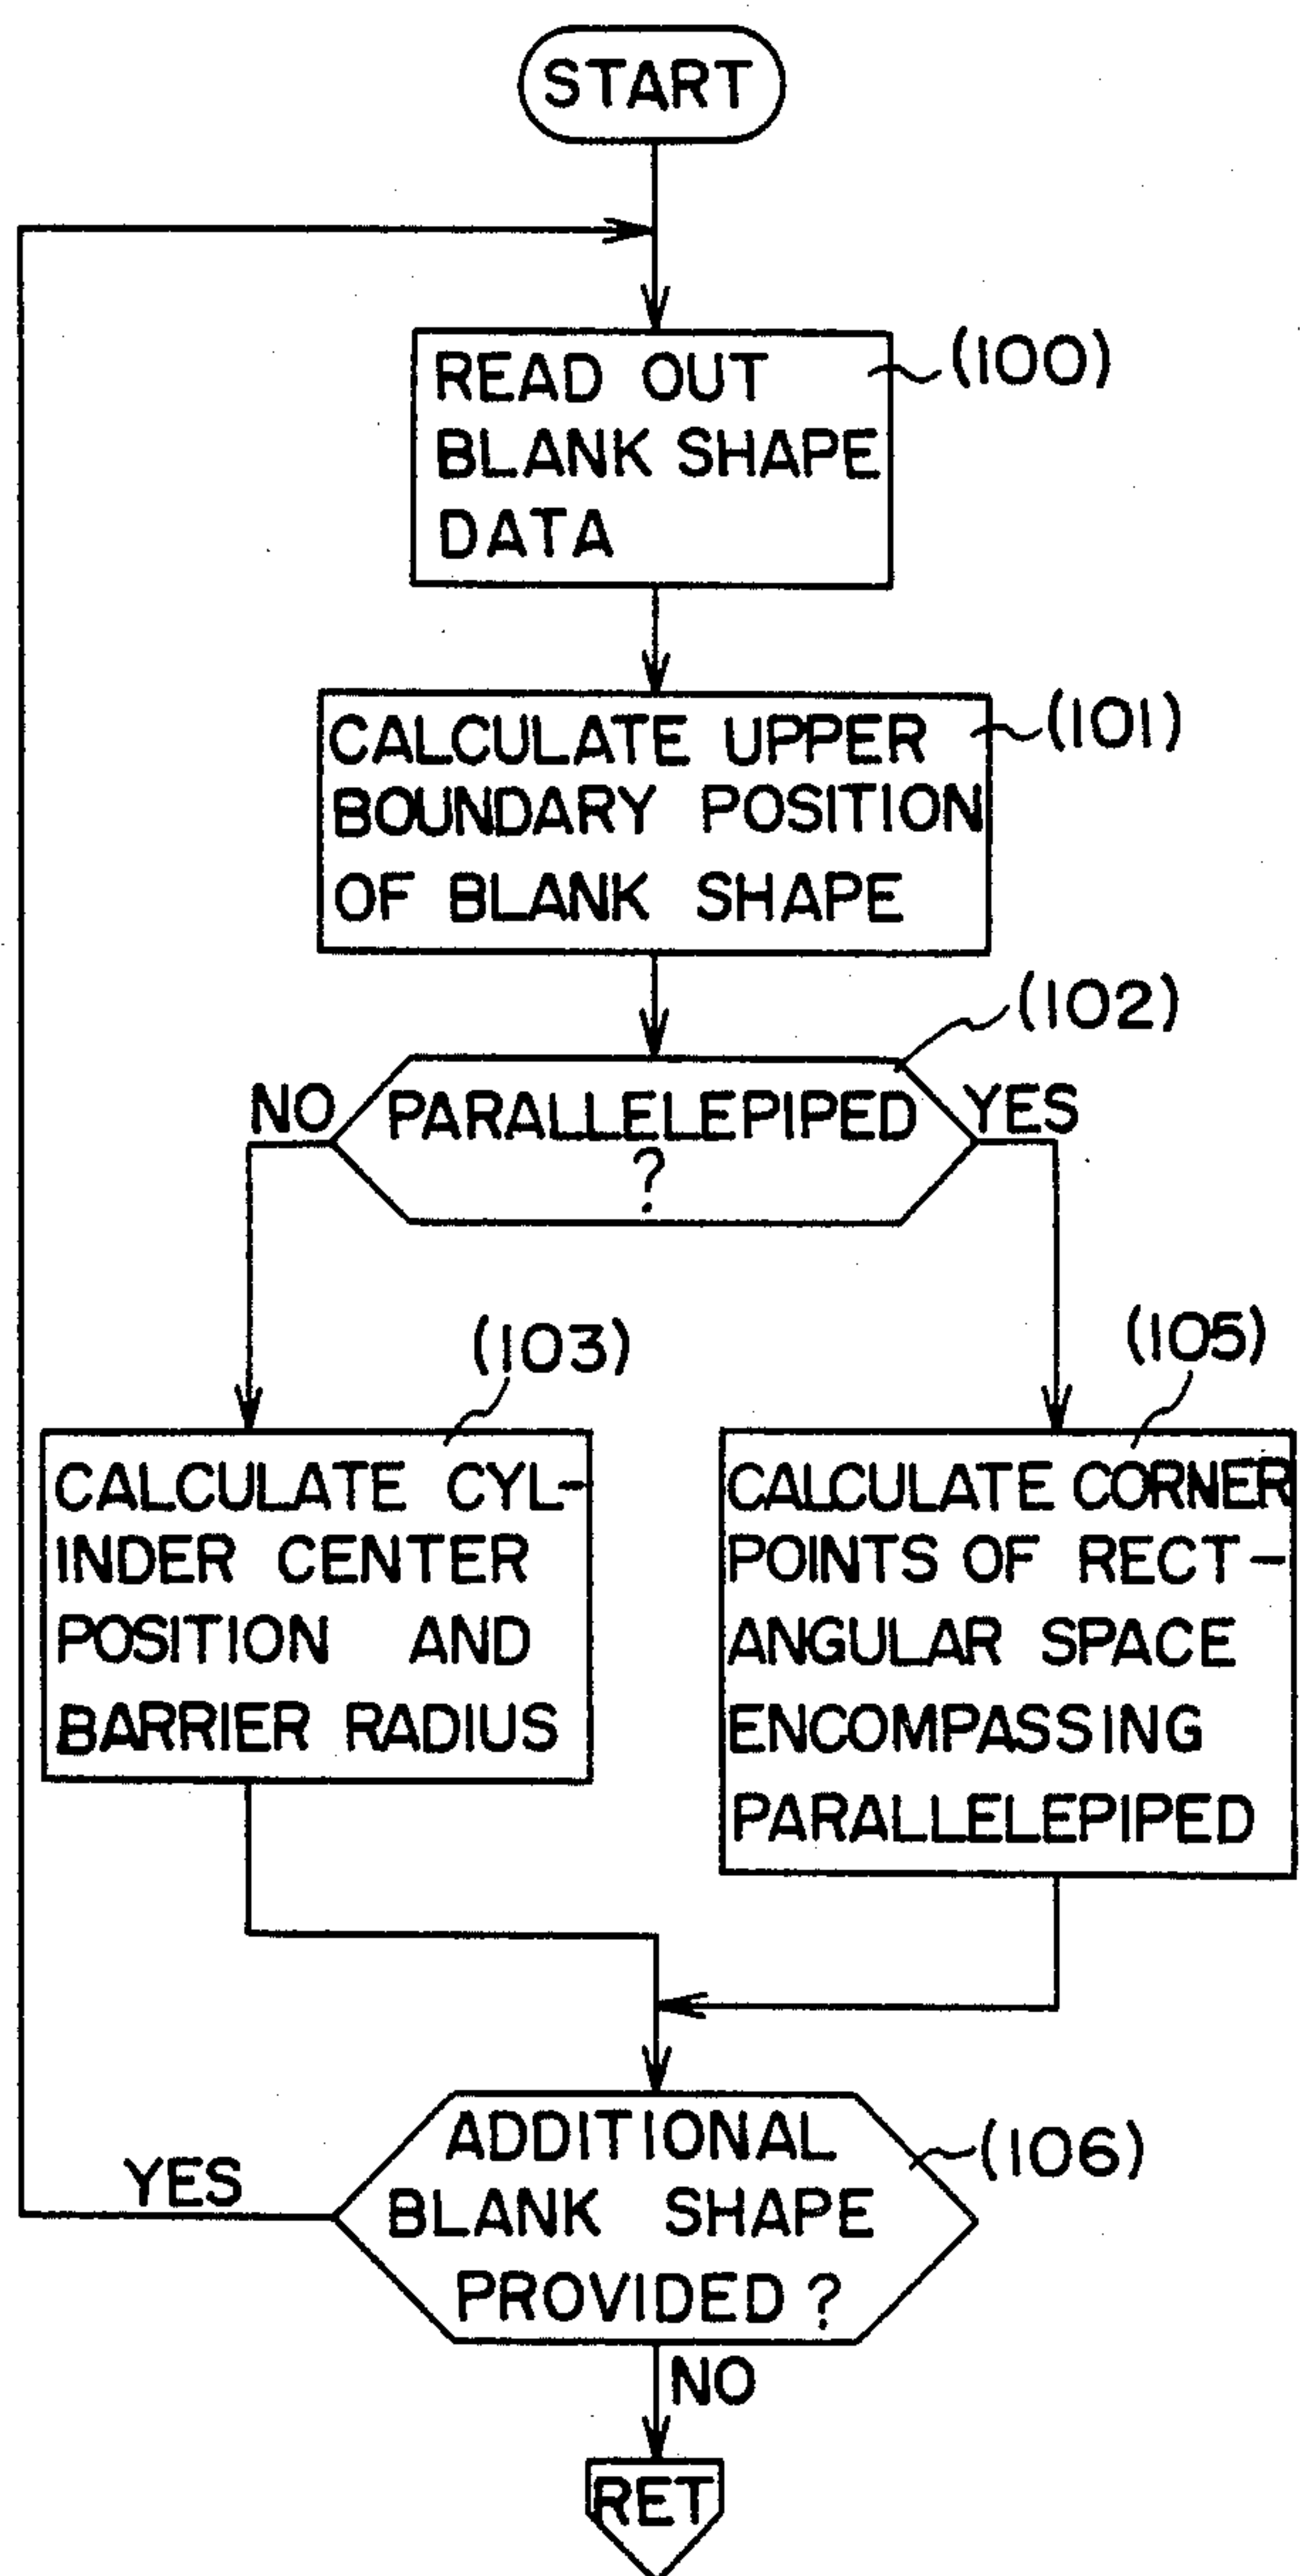 START
READ OUT
BLANK SHAPE
DATA
(100)
CALCULATE UPPER
BOUNDARY POSITION
OF BLANK SHAPE
(101)
(102)
NO
PARALLELEPIPED
?
YES
(103)
CALCULATE CYL-
INDER CENTER
POSITION AND
BARRIER RADIUS
(105)
CALCULATE CORNER
POINTS OF RECT-
ANGULAR SPACE
ENCOMPASSING
PARALLELEPIPED
ADDITIONAL
BLANK SHAPE
PROVIDED ?
(106)
YES
NO
RET